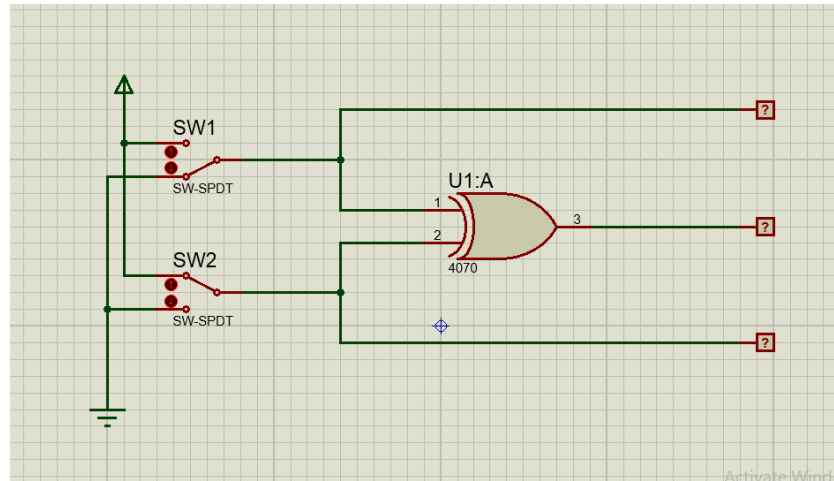 ?
SW1
SW-SPDT
U1:A
1
3
?
2
SW2
4070
SW-SPDT
?
Activate Wind